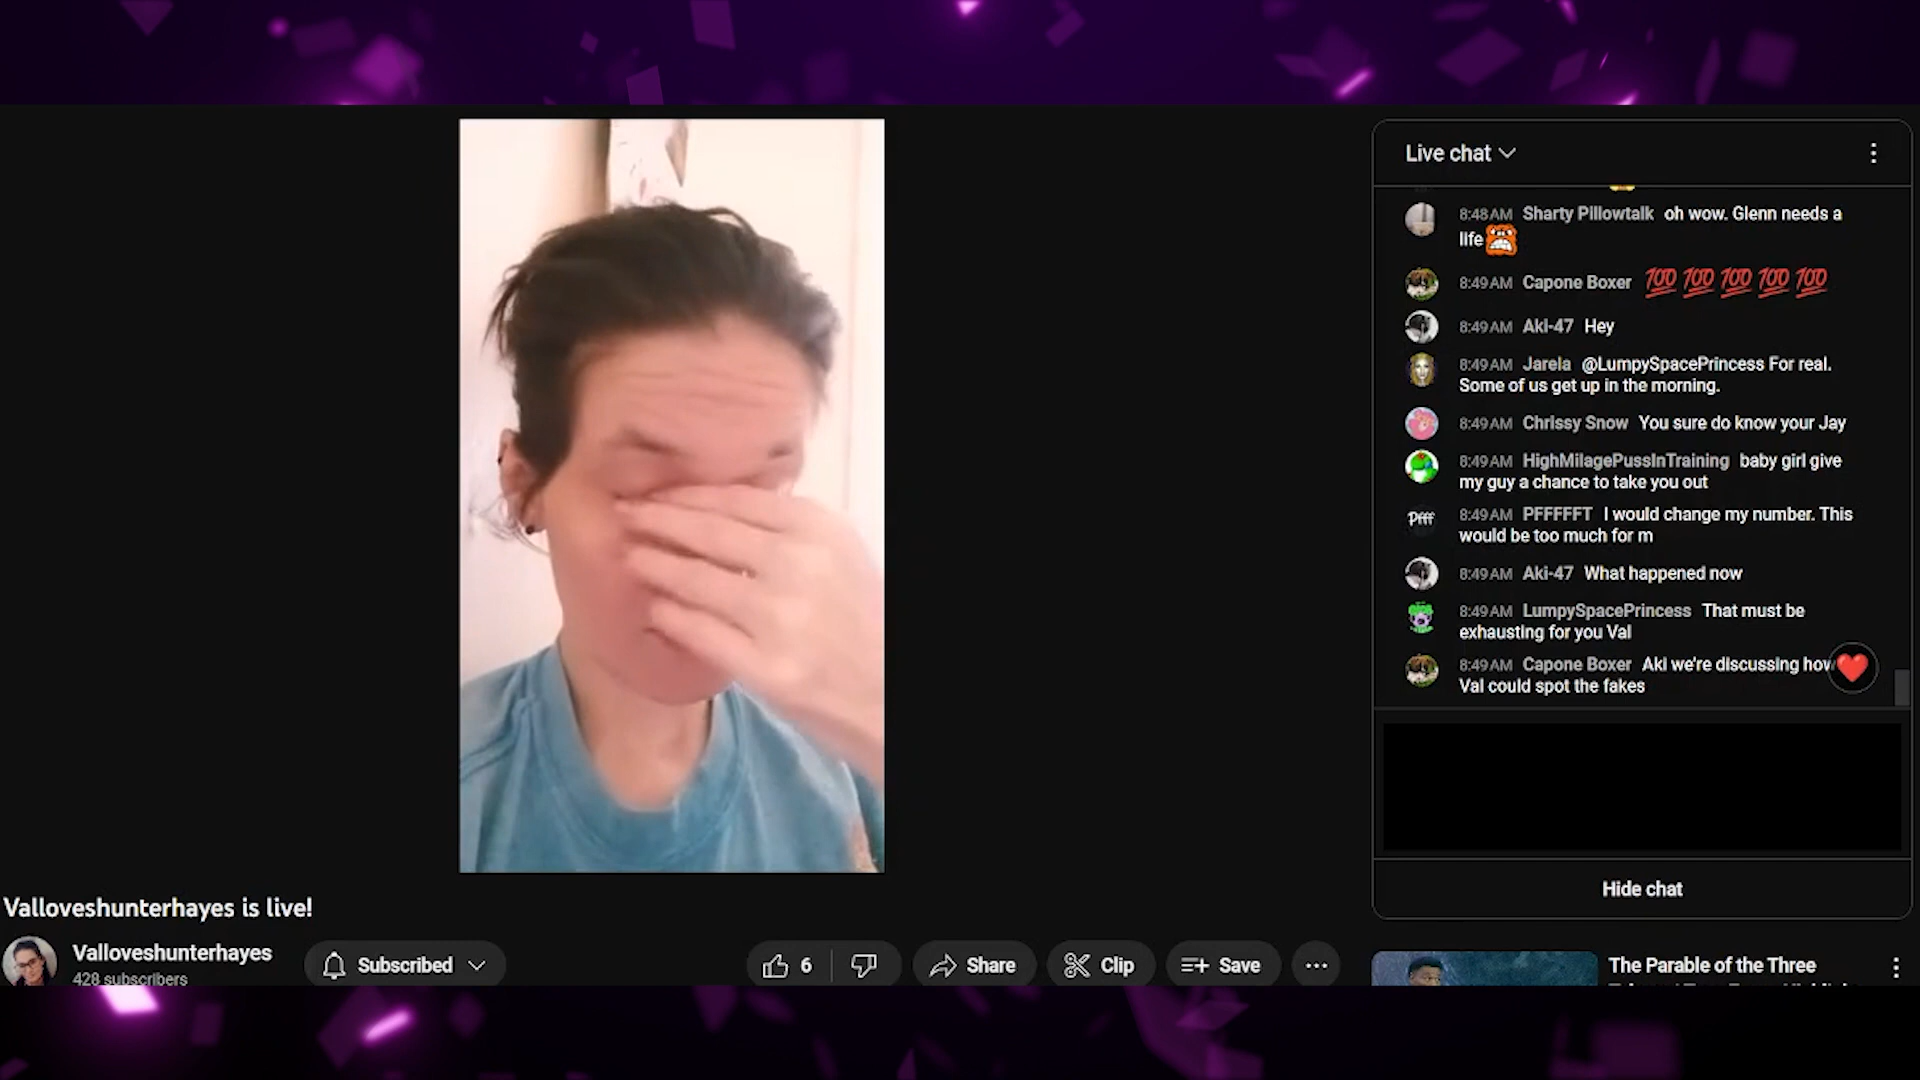 Live chat
8:48 AM Sharty Pillowtalk oh wow. Glenn needs a
life
8:49 AM Capone Boxer 💯💯💯💯💯
8:49 AM Aki-47 Hey
8:49 AM Jarela @LumpySpacePrincess For real.
Some of us get up in the morning.
8:49 AM Chrissy Snow You sure do know your Jay
8:49 AM HighMilagePussInTraining baby girl give
my guy a chance to take you out
Pfff
8:49 AM PFFFFFT I would change my number. This
would be too much for m
8:49 AM Aki-47 What happened now
8:49 AM LumpySpacePrincess That must be
exhausting for you Val
8:49 AM Capone Boxer Aki we're discussing how
Val could spot the fakes
Hide chat
Valloveshunterhayes is live!
Valloveshunterhayes
428 subscribers
Subscribed
6
Share
Clip
Save
The Parable of the Three